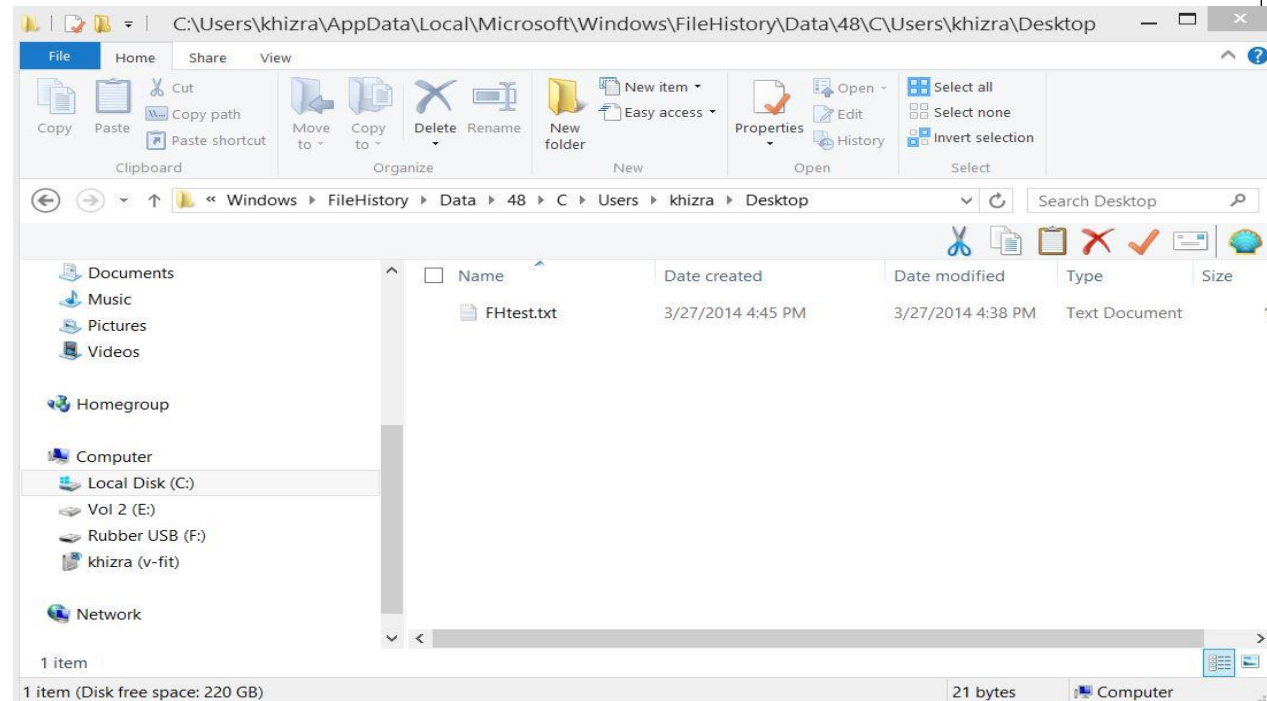 C:\Users\khizra\AppData\Local\Microsoft\Windows\FileHistory\Data\48\C\Users\khizra\Desktop
File Home Share View
Copy
Paste
Cut
Copy path
Paste shortcut
Clipboard
Move to
Copy to
Delete
Rename
Organize
New folder
New item
Easy access
New
Properties
Open
Edit
History
Open
Select all
Select none
Invert selection
Select
« Windows FileHistory Data 48 C Users khizra Desktop
Search Desktop
Documents
Music
Pictures
Videos
Homegroup
Computer
Local Disk (C:)
Vol 2 (E:)
Rubber USB (F:)
khizra (v-fit)
Network
Name Date created Date modified Type Size
FHtest.txt 3/27/2014 4:45 PM 3/27/2014 4:38 PM Text Document
1 item
1 item (Disk free space: 220 GB) 21 bytes Computer